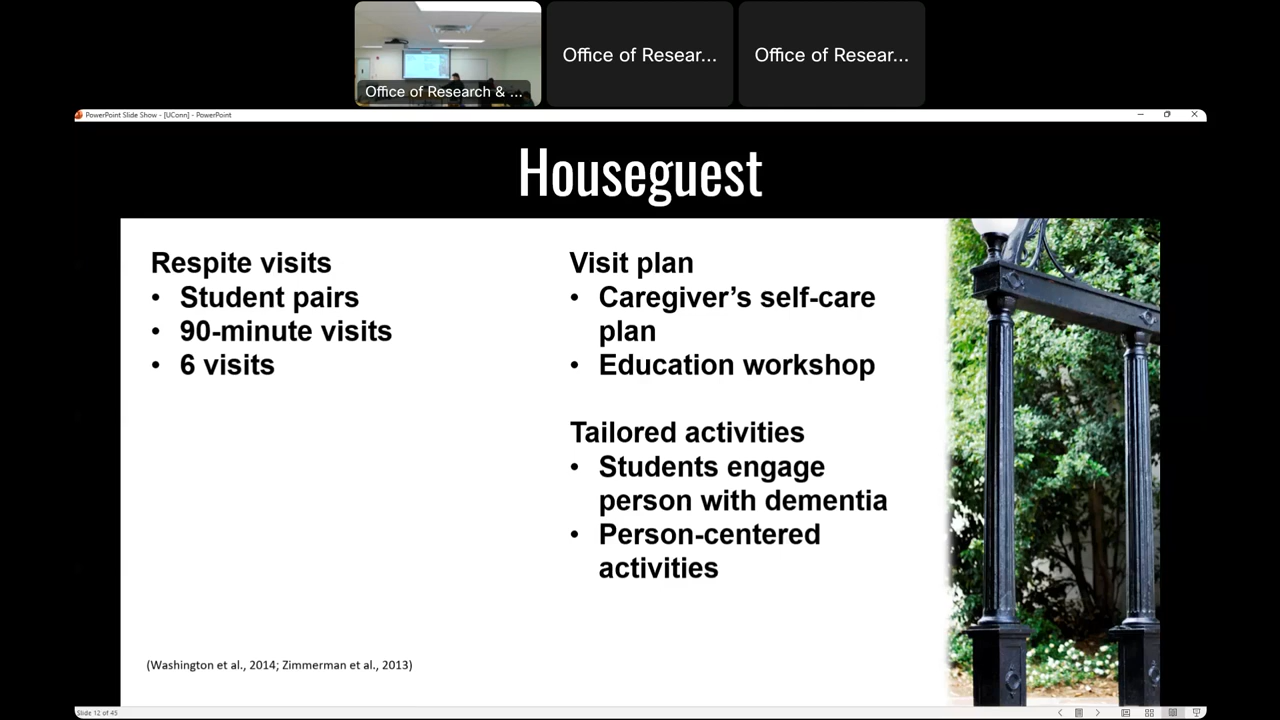 Office of Research & ...
Office of Resear...
Office of Resear...
PowerPoint Slide Show - [UConn] - PowerPoint
Houseguest
Respite visits
• Student pairs
• 90-minute visits
• 6 visits
Visit plan
• Caregiver’s self-care
plan
• Education workshop
Tailored activities
• Students engage
person with dementia
• Person-centered
activities
(Washington et al., 2014; Zimmerman et al., 2013)
Slide 12 of 45